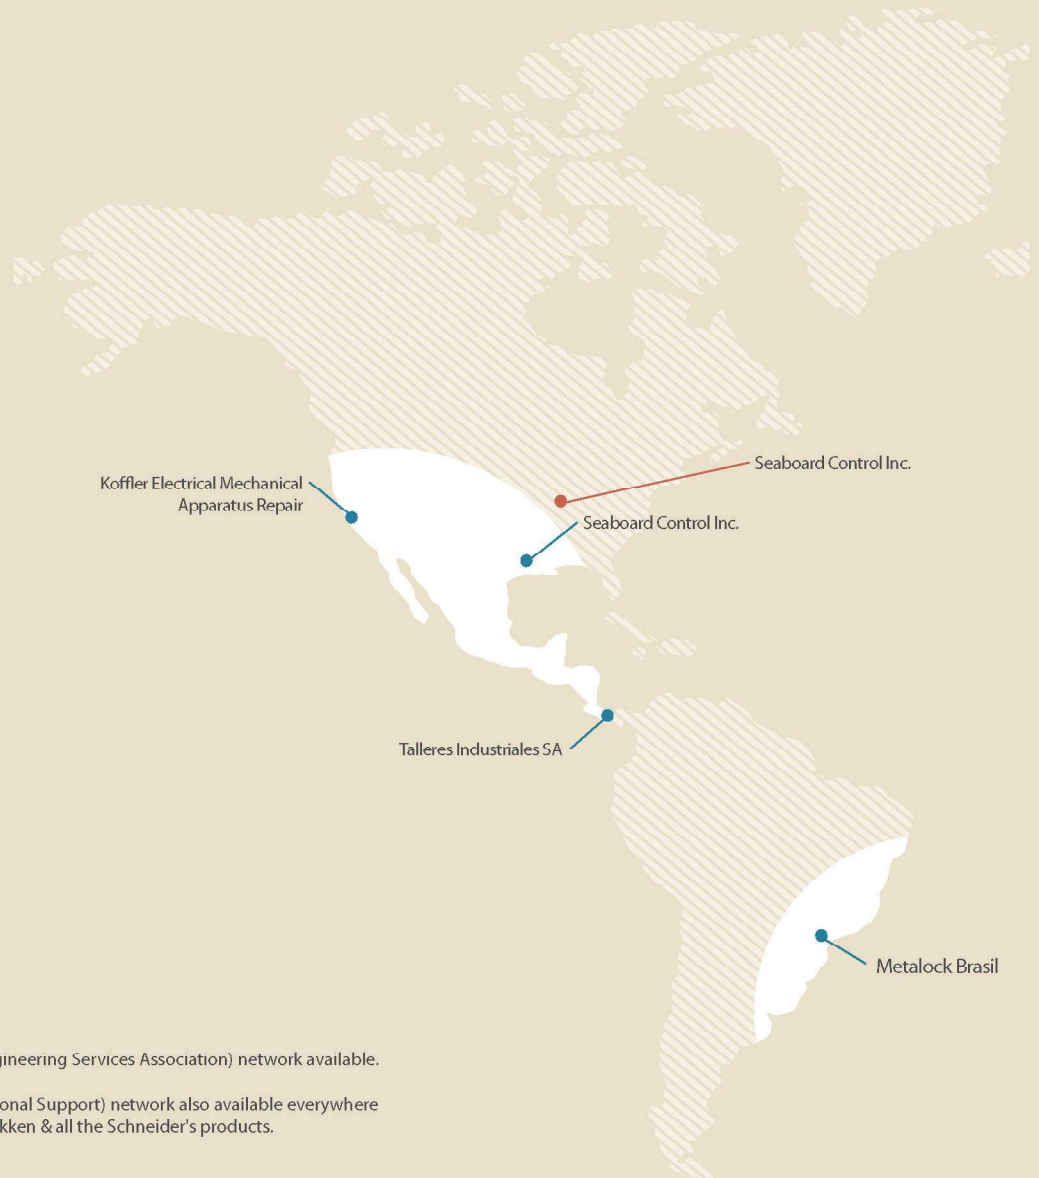 Seaboard Control Inc.
Koffler Electrical Mechanical
Apparatus Repair
Seaboard Control Inc.
Talleres Industriales SA
Metalock Brasil
gineering Services Association) network available.
onal Support) network also available everywhere
kken & all the Schneider's products.